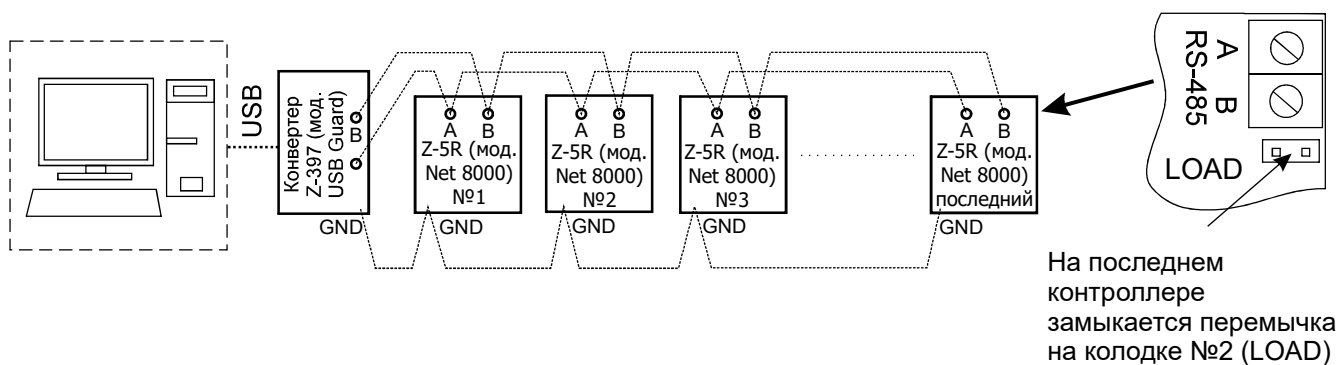 USB
Конвертер
Z-397 (мод.
USB Guard)
B
GND
A B
Z-5R (мод.
Net 8000)
№1
GND
A B
Z-5R (мод.
Net 8000)
№2
GND
A B
Z-5R (мод.
Net 8000)
№3
GND
A B
Z-5R (мод.
Net 8000)
последний
GND
A B
RS-485
LOAD
На последнем
контроллере
замыкается перемычка
на колодке №2 (LOAD)